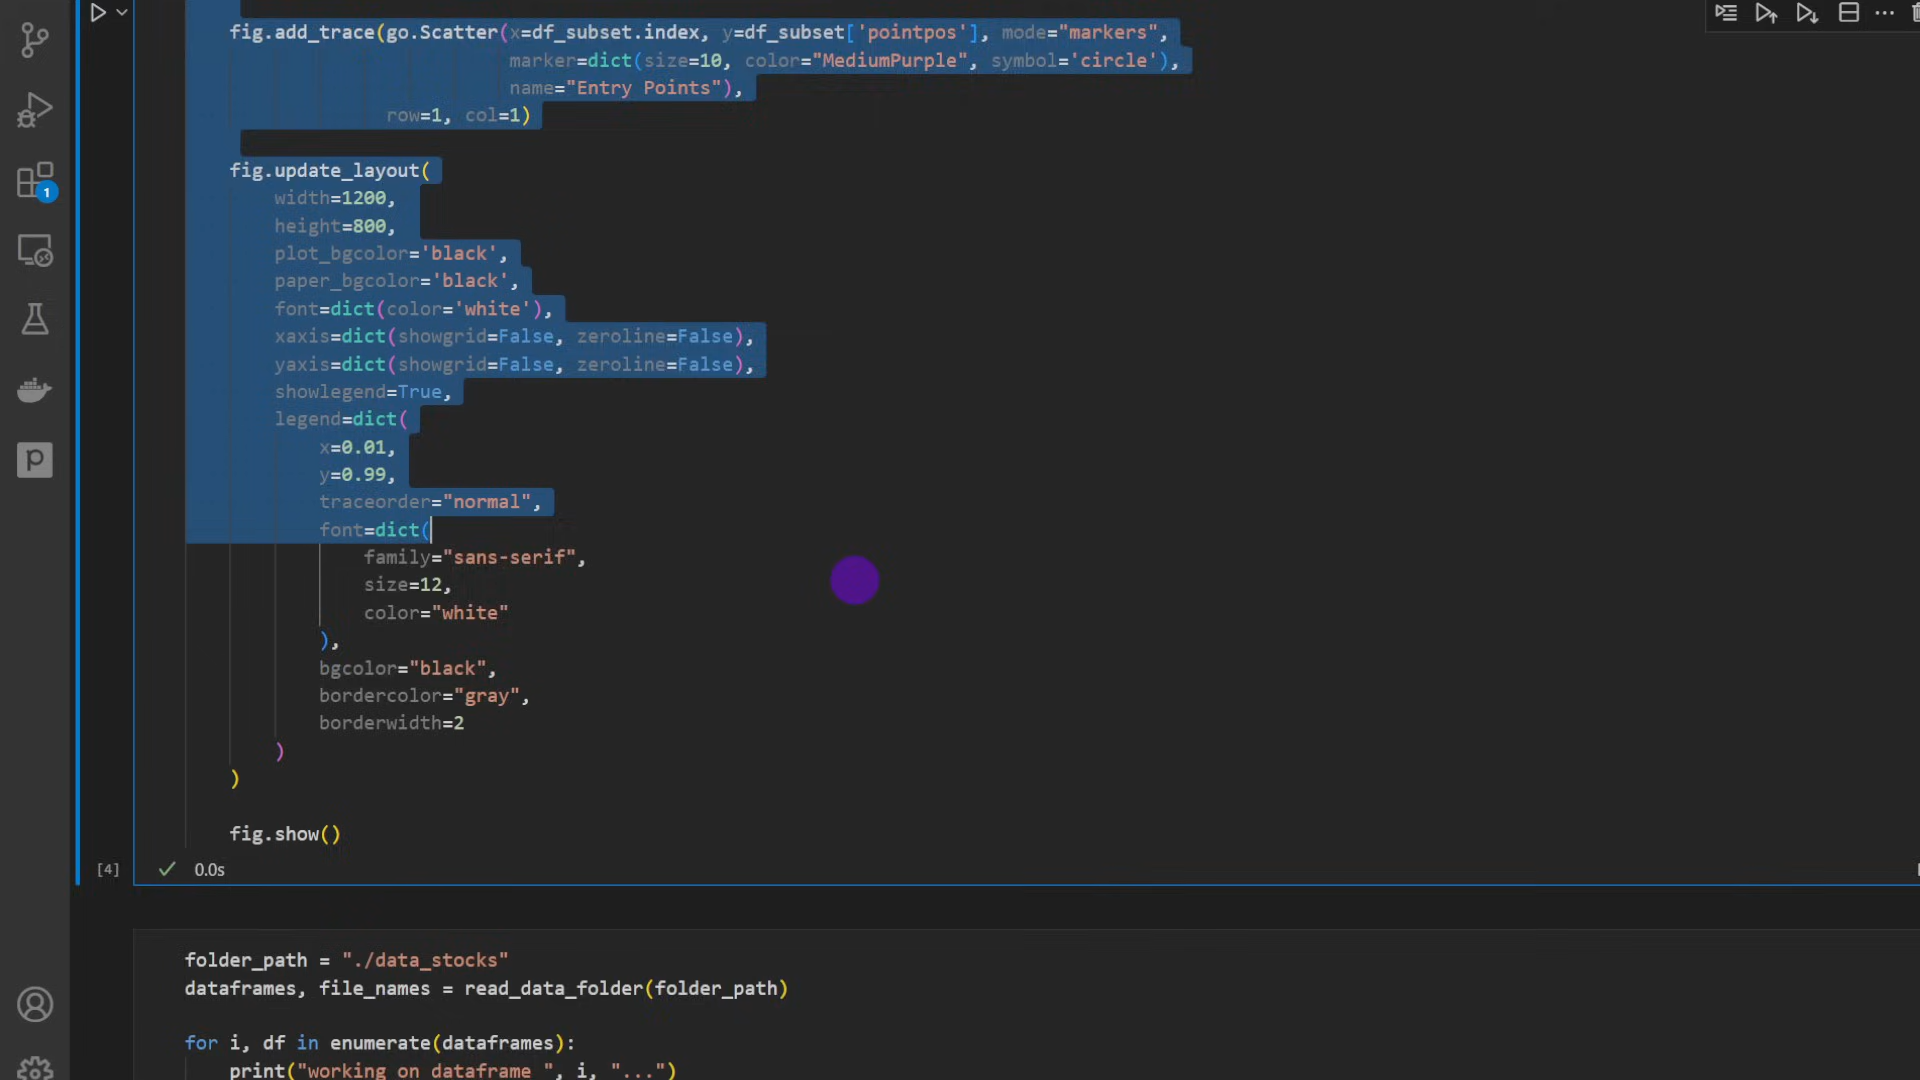 fig.add_trace(go.Scatter(x=df_subset.index, y=df_subset['pointpos'], mode="markers",
marker=dict(size=10, color="MediumPurple", symbol='circle'),
name="Entry Points"),
row=1, col=1)
fig.update_layout(
width=1200,
height=800,
plot_bgcolor='black',
paper_bgcolor='black',
font=dict(color='white'),
xaxis=dict(showgrid=False, zeroline=False),
yaxis=dict(showgrid=False, zeroline=False),
showlegend=True,
legend=dict(
x=0.01,
y=0.99,
traceorder="normal",
font=dict(
family="sans-serif",
size=12,
color="white"
),
bgcolor="black",
bordercolor="gray",
borderwidth=2
)
)
fig.show()
[4] 0.0s
folder_path = "./data_stocks"
dataframes, file_names = read_data_folder(folder_path)
for i, df in enumerate(dataframes):
print("working on dataframe ", i, "...")
1